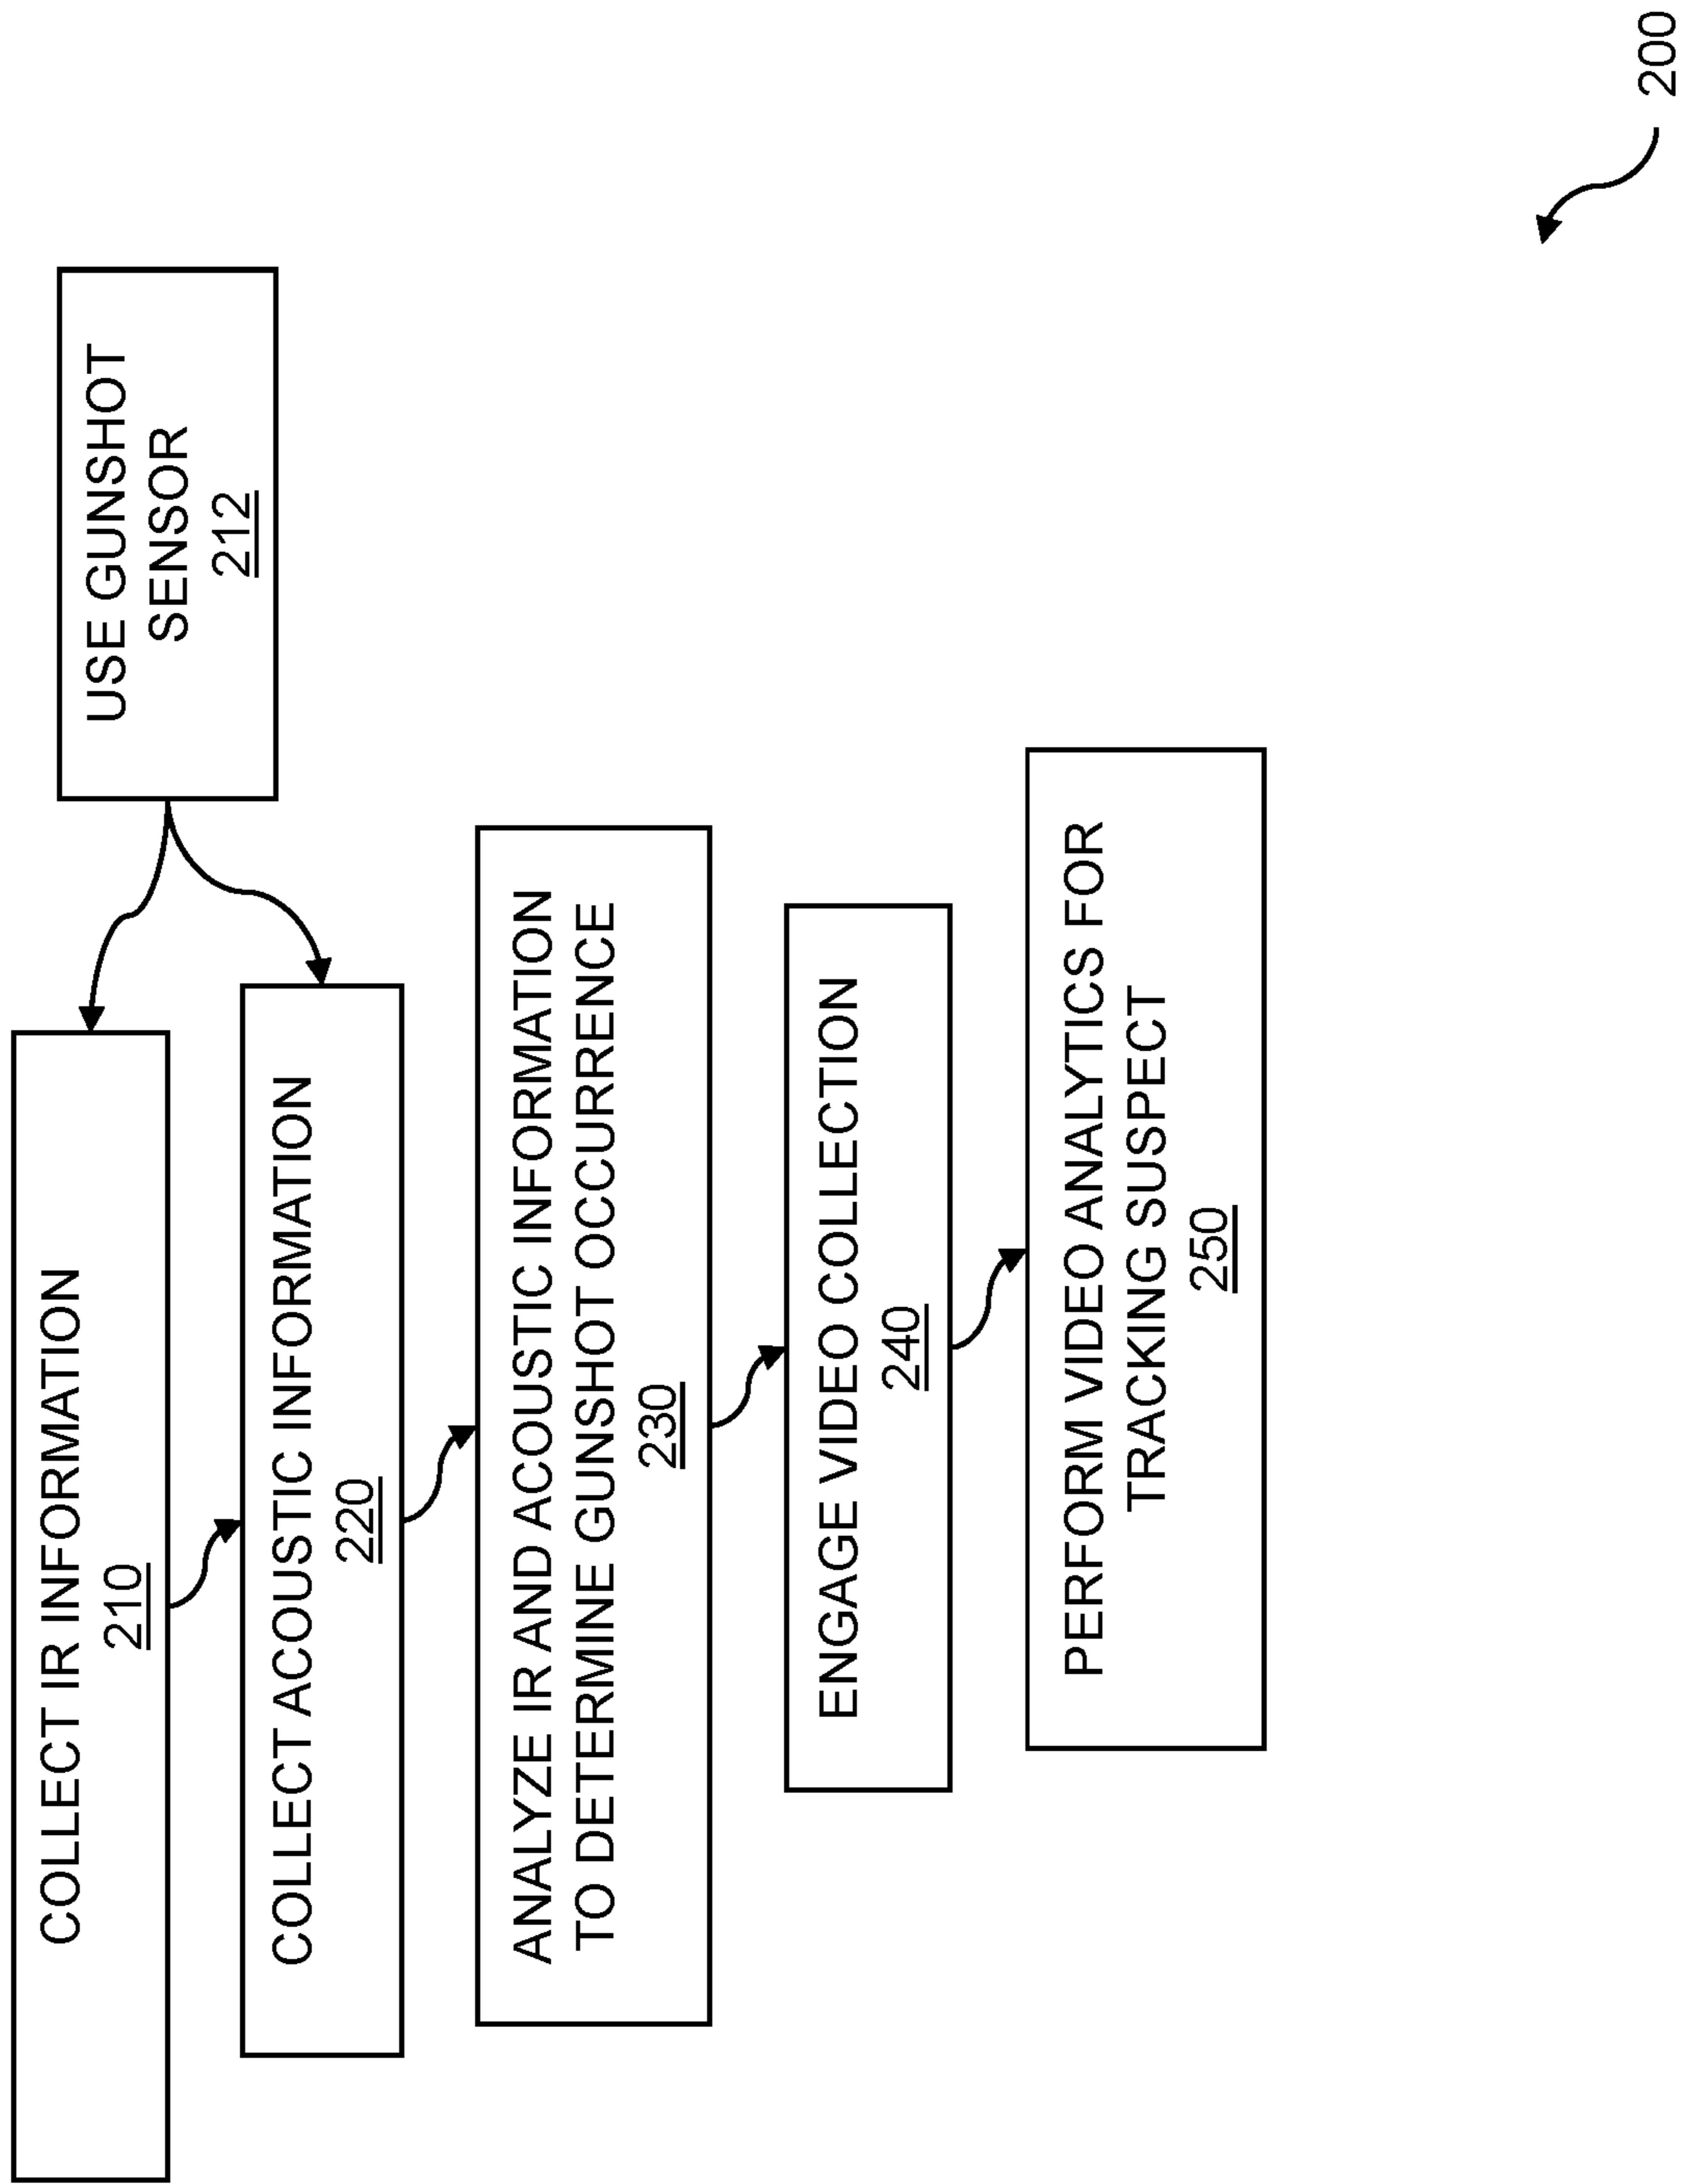 COLLECT IR INFORMATION
210
USE GUNSHOT
SENSOR
212
COLLECT ACOUSTIC INFORMATION
220
ANALYZE IR AND ACOUSTIC INFORMATION
TO DETERMINE GUNSHOT OCCURRENCE
230
ENGAGE VIDEO COLLECTION
240
PERFORM VIDEO ANALYTICS FOR
TRACKING SUSPECT
250
200